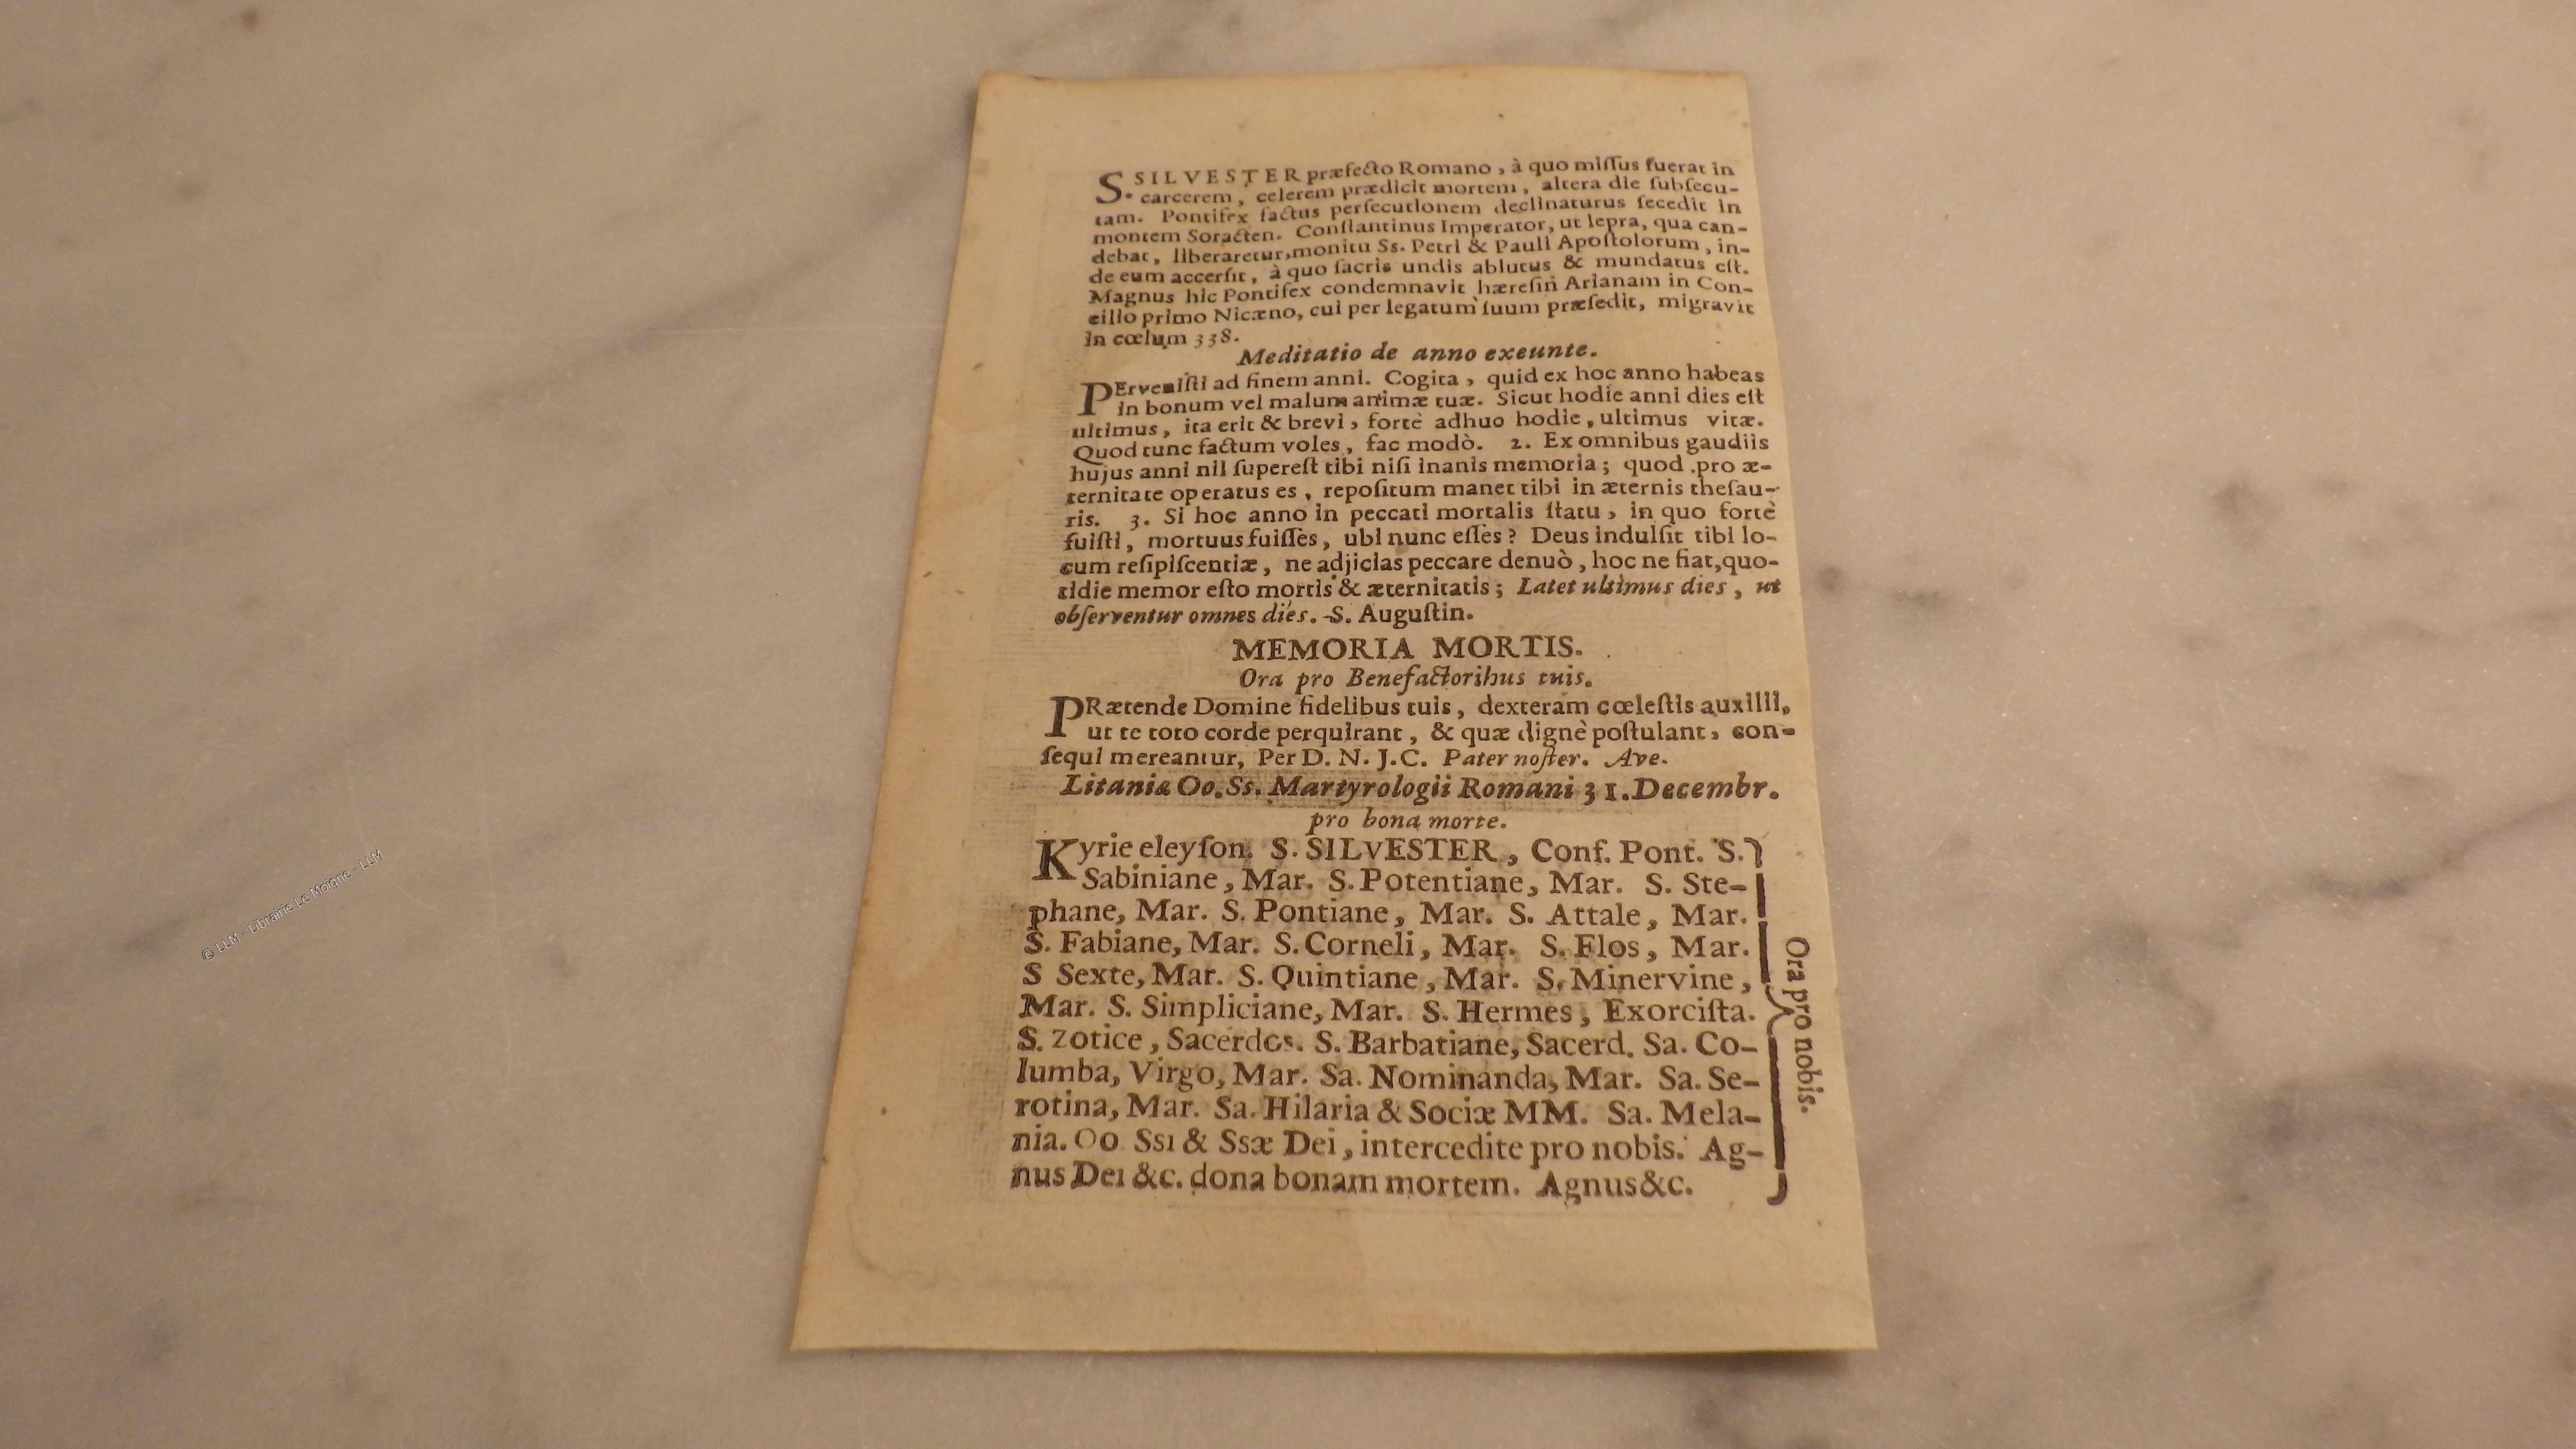 S. SILVESTER præfecto Romano, à quo miſſus fuerat in
carcerem, celerem prædicit mortem, altera die ſubſecu-
tam. Pontifex factus perſecutionem declinaturus ſecedit in
montem Soracten. Conſtantinus Imperator, ut lepra, qua can-
debat, liberaretur, monitu Ss. Petri & Pauli Apoſtolorum, in-
de eum accerſit, à quo ſacris undis ablutus & mundatus eſt.
Magnus hic Pontifex condemnavit hæreſin Arianam in Con-
cilio primo Nicæno, cui per legatum ſuum præſedit, migravit
in cœlum 338.
Meditatio de anno exeunte.
PErveniſti ad finem anni. Cogita, quid ex hoc anno habeas
in bonum vel malum animæ tuæ. Sicut hodie anni dies eſt
ultimus, ita erit & brevi, fortè adhuo hodie, ultimus vitæ.
Quod tunc factum voles, fac modò. 2. Ex omnibus gaudiis
hujus anni nil ſupereſt tibi niſi inanis memoria; quod pro æ-
ternitate operatus es, repoſitum manet tibi in æternis theſau-
ris. 3. Si hoc anno in peccati mortalis ſtatu, in quo fortè
fuiſti, mortuus fuiſſes, ubi nunc eſſes? Deus indulſit tibi lo-
cum reſipiſcentiæ, ne adjicias peccare denuò, hoc ne fiat, quo-
tidie memor eſto mortis & æternitatis; Latet ultimus dies, ut
obſerventur omnes dies. S. Auguſtin.
MEMORIA MORTIS.
Ora pro Benefactorihus tuis.
PRætende Domine fidelibus tuis, dexteram cœleſtis auxilii,
ut te toto corde perquirant, & quæ dignè poſtulant, con-
ſequi mereantur, Per D. N. J. C. Pater noſter. Ave.
Litaniæ Oo. Ss. Martyrologii Romani 31. Decembr.
pro bona morte.
Kyrie eleyſon. S. SILVESTER, Conf. Pont. S.
Sabiniane, Mar. S. Potentiane, Mar. S. Ste-
phane, Mar. S. Pontiane, Mar. S. Attale, Mar.
S. Fabiane, Mar. S. Corneli, Mar. S. Flos, Mar.
S Sexte, Mar. S. Quintiane, Mar. S. Minervine,
Mar. S. Simpliciane, Mar. S. Hermes, Exorciſta.
S. Zotice, Sacerdos. S. Barbatiane, Sacerd. Sa. Co-
lumba, Virgo, Mar. Sa. Nominanda, Mar. Sa. Se-
rotina, Mar. Sa. Hilaria & Sociæ MM. Sa. Mela-
nia. Oo Ssi & Ssæ Dei, intercedite pro nobis. Ag-
nus Dei &c. dona bonam mortem. Agnus &c.
Ora pro nobis.
© LLM - Librairie Le Moigne - LLM